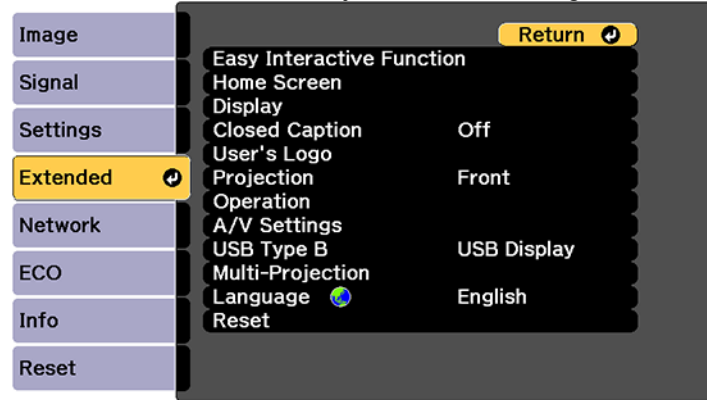 Image
Signal
Settings
Extended
Network
ECO
Info
Reset
Return
Easy Interactive Function
Home Screen
Display
Closed Caption Off
User's Logo
Projection Front
Operation
A/V Settings
USB Type B USB Display
Multi-Projection
Language English
Reset